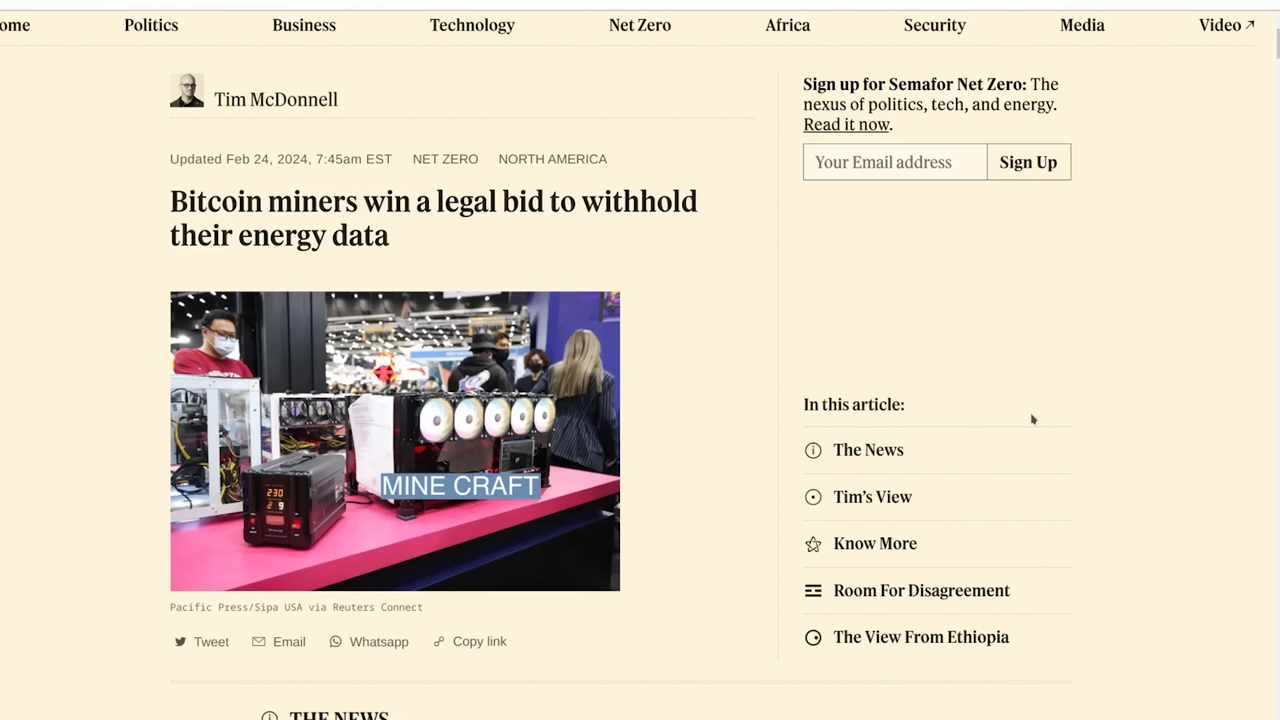 ome Politics Business Technology Net Zero Africa Security Media Video
Tim McDonnell
Updated Feb 24, 2024, 7:45am EST NET ZERO NORTH AMERICA
Bitcoin miners win a legal bid to withhold
their energy data
230
MINE CRAFT
Pacific Press/Sipa USA via Reuters Connect
Tweet Email Whatsapp Copy link
THE NEWS
Sign up for Semafor Net Zero: The
nexus of politics, tech, and energy.
Read it now.
Your Email address Sign Up
In this article:
The News
Tim's View
Know More
Room For Disagreement
The View From Ethiopia